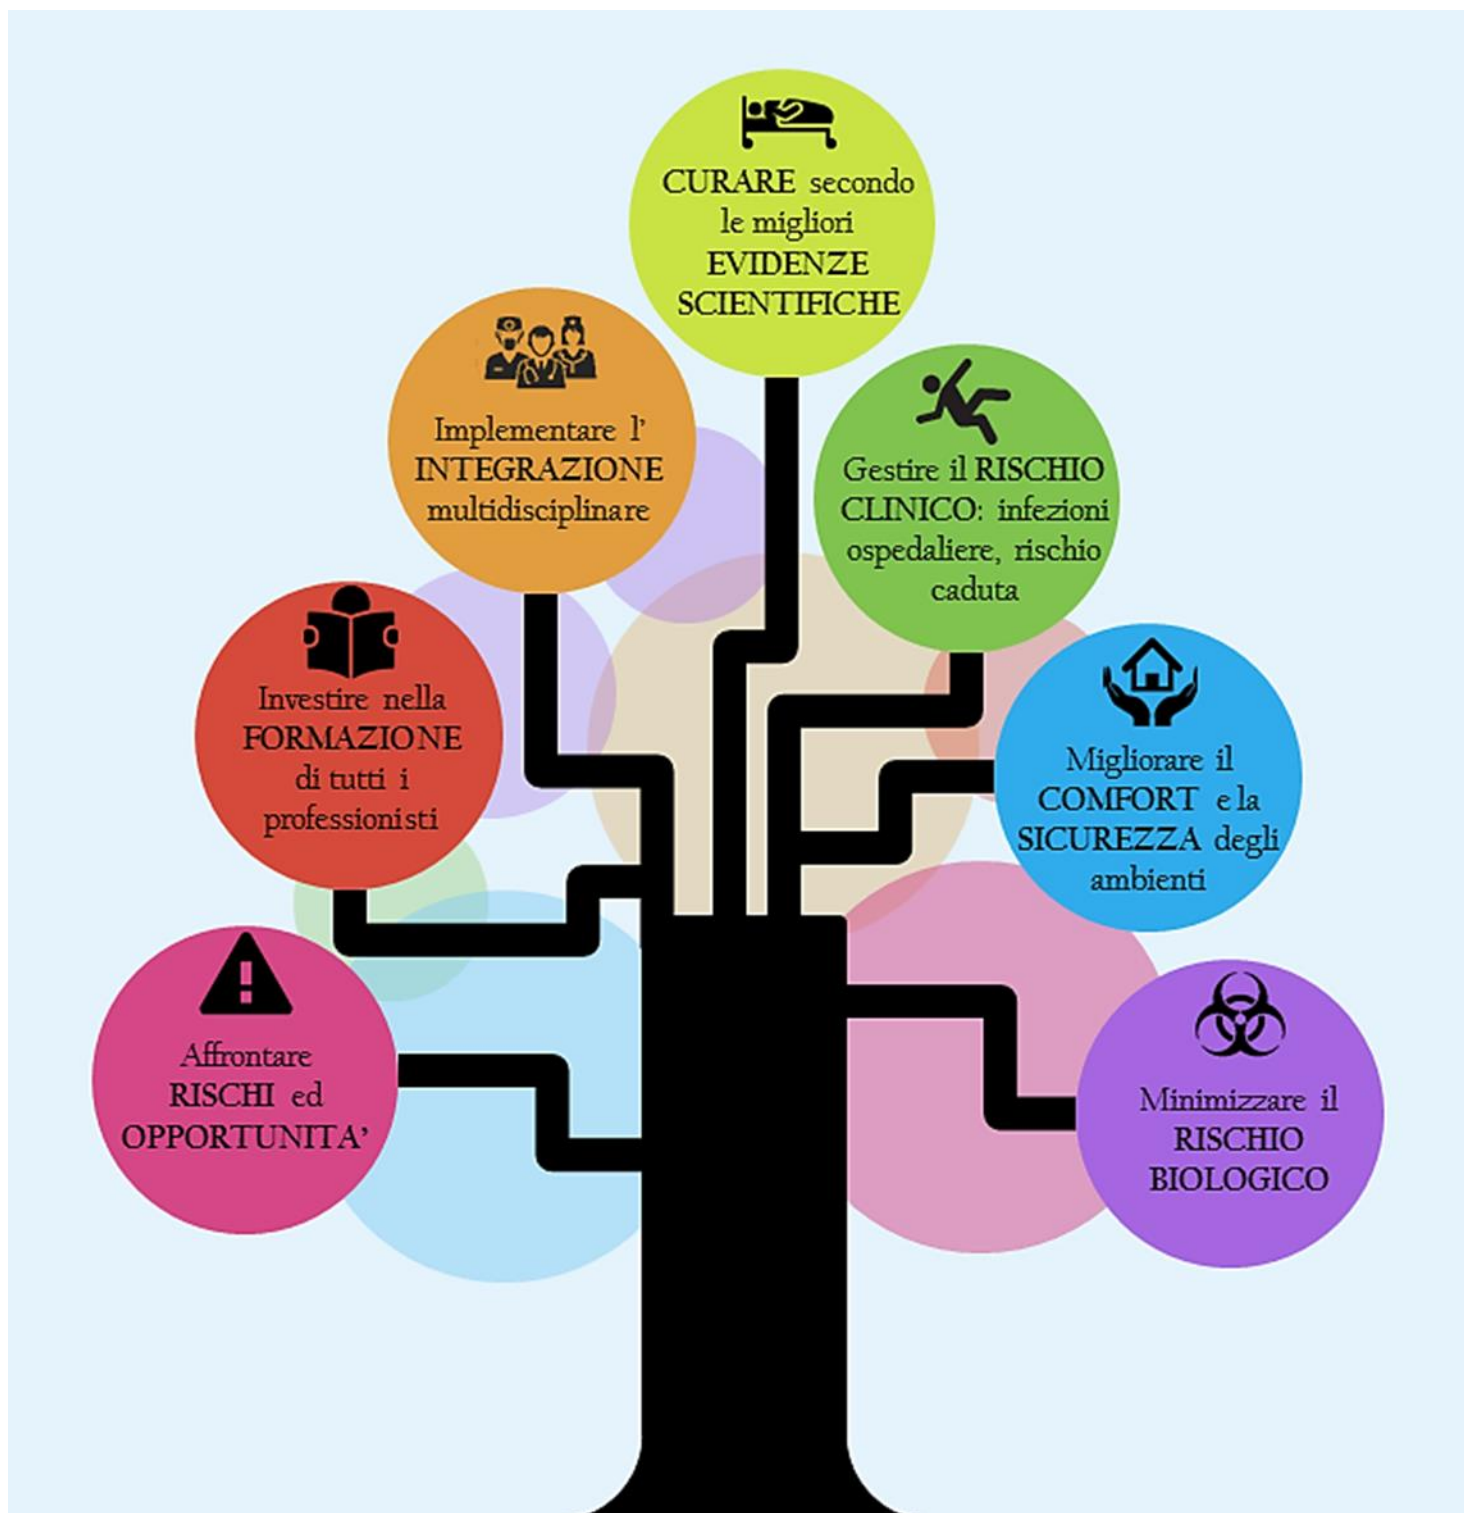 CURARE secondo
le migliori
EVIDENZE
SCIENTIFICHE
Implementare l'
INTEGRAZIONE
multidisciplinare
Gestire il RISCHIO
CLINICO: infezioni
ospedaliere, rischio
caduta
Investire nella
FORMAZIONE
di tutti i
professionisti
Migliorare il
COMFORT e la
SICUREZZA degli
ambienti
Affrontare
RISCHI ed
OPPORTUNITA'
Minimizzare il
RISCHIO
BIOLOGICO